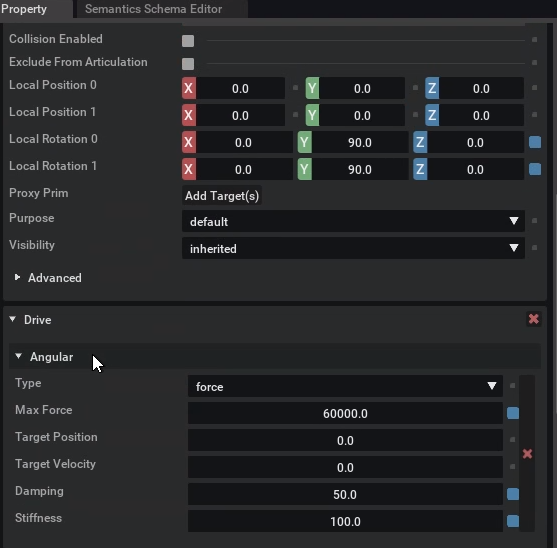 Property
Semantics Schema Editor
Collision Enabled
Exclude From Articulation
Local Position 0 X 0.0 Y 0.0 Z 0.0
Local Position 1 X 0.0 Y 0.0 Z 0.0
Local Rotation 0 X 0.0 Y 90.0 Z 0.0
Local Rotation 1 X 0.0 Y 90.0 Z 0.0
Proxy Prim Add Target(s)
Purpose default
Visibility inherited
Advanced
Drive
Angular
Type force
Max Force 60000.0
Target Position 0.0
Target Velocity 0.0
Damping 50.0
Stiffness 100.0